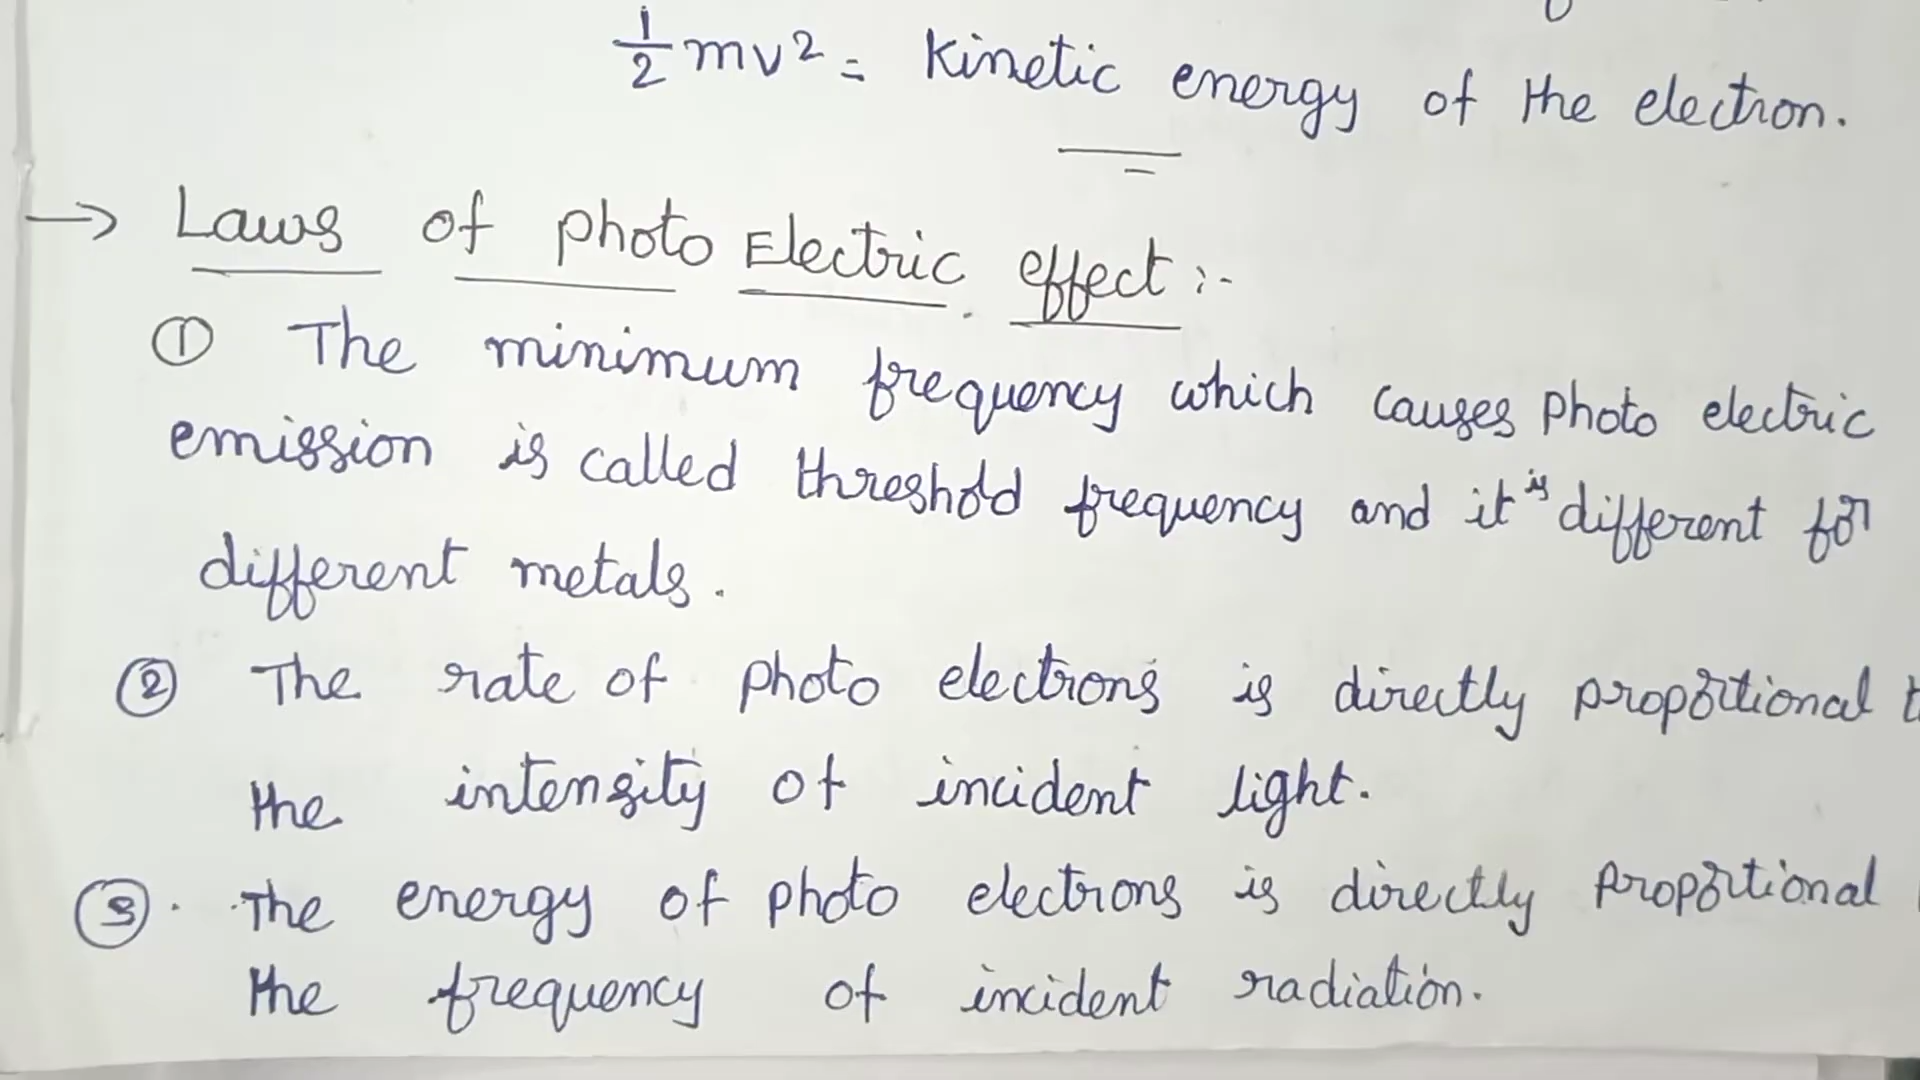 ½mv² = kinetic energy of the electron.
→ Laws of photo Electric effect :-
① The minimum frequency which causes photo electric
emission is called threshold frequency and it is different for
different metals.
② The rate of photo electrons is directly proportional
the intensity of incident light.
③ The energy of photo electrons is directly proportional
the frequency of incident radiation.